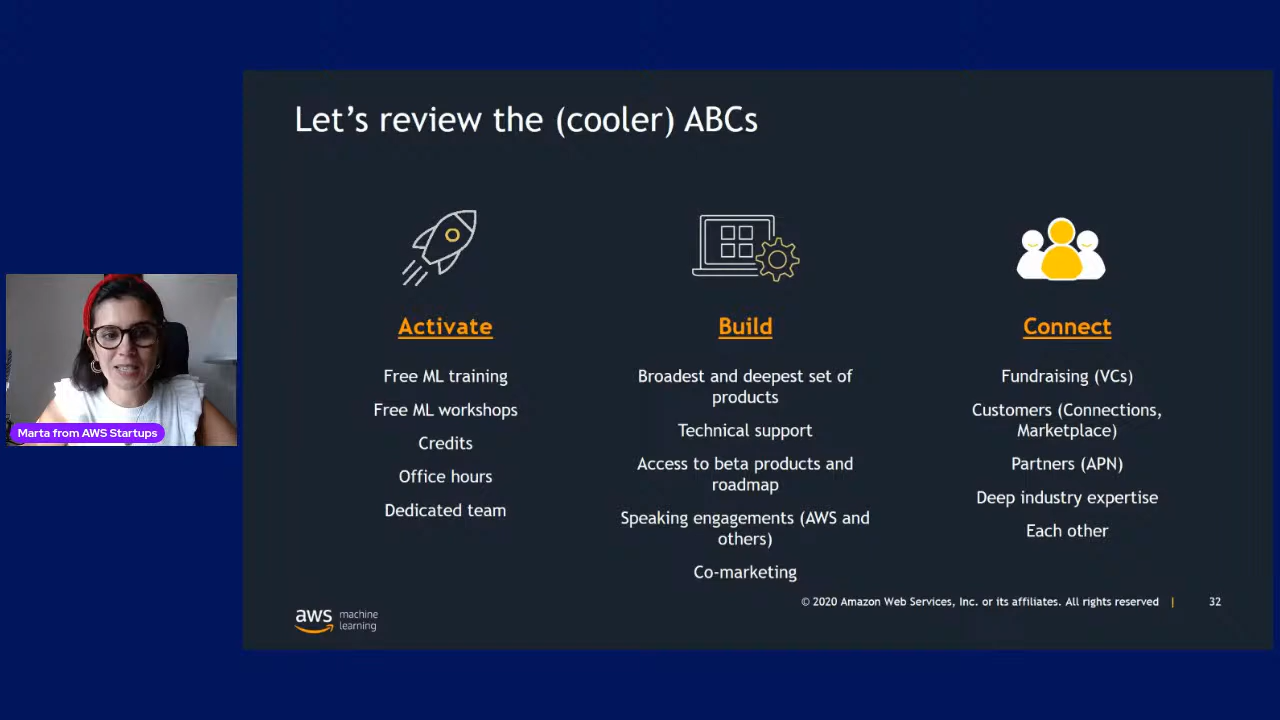 Let's review the (cooler) ABCs
Activate
Free ML training
Free ML workshops
Credits
Office hours
Dedicated team
Build
Broadest and deepest set of
products
Technical support
Access to beta products and
roadmap
Speaking engagements (AWS and
others)
Co-marketing
Connect
Fundraising (VCs)
Customers (Connections,
Marketplace)
Partners (APN)
Deep industry expertise
Each other
Marta from AWS Startups
aws machine
learning
© 2020 Amazon Web Services, Inc. or its affiliates. All rights reserved | 32